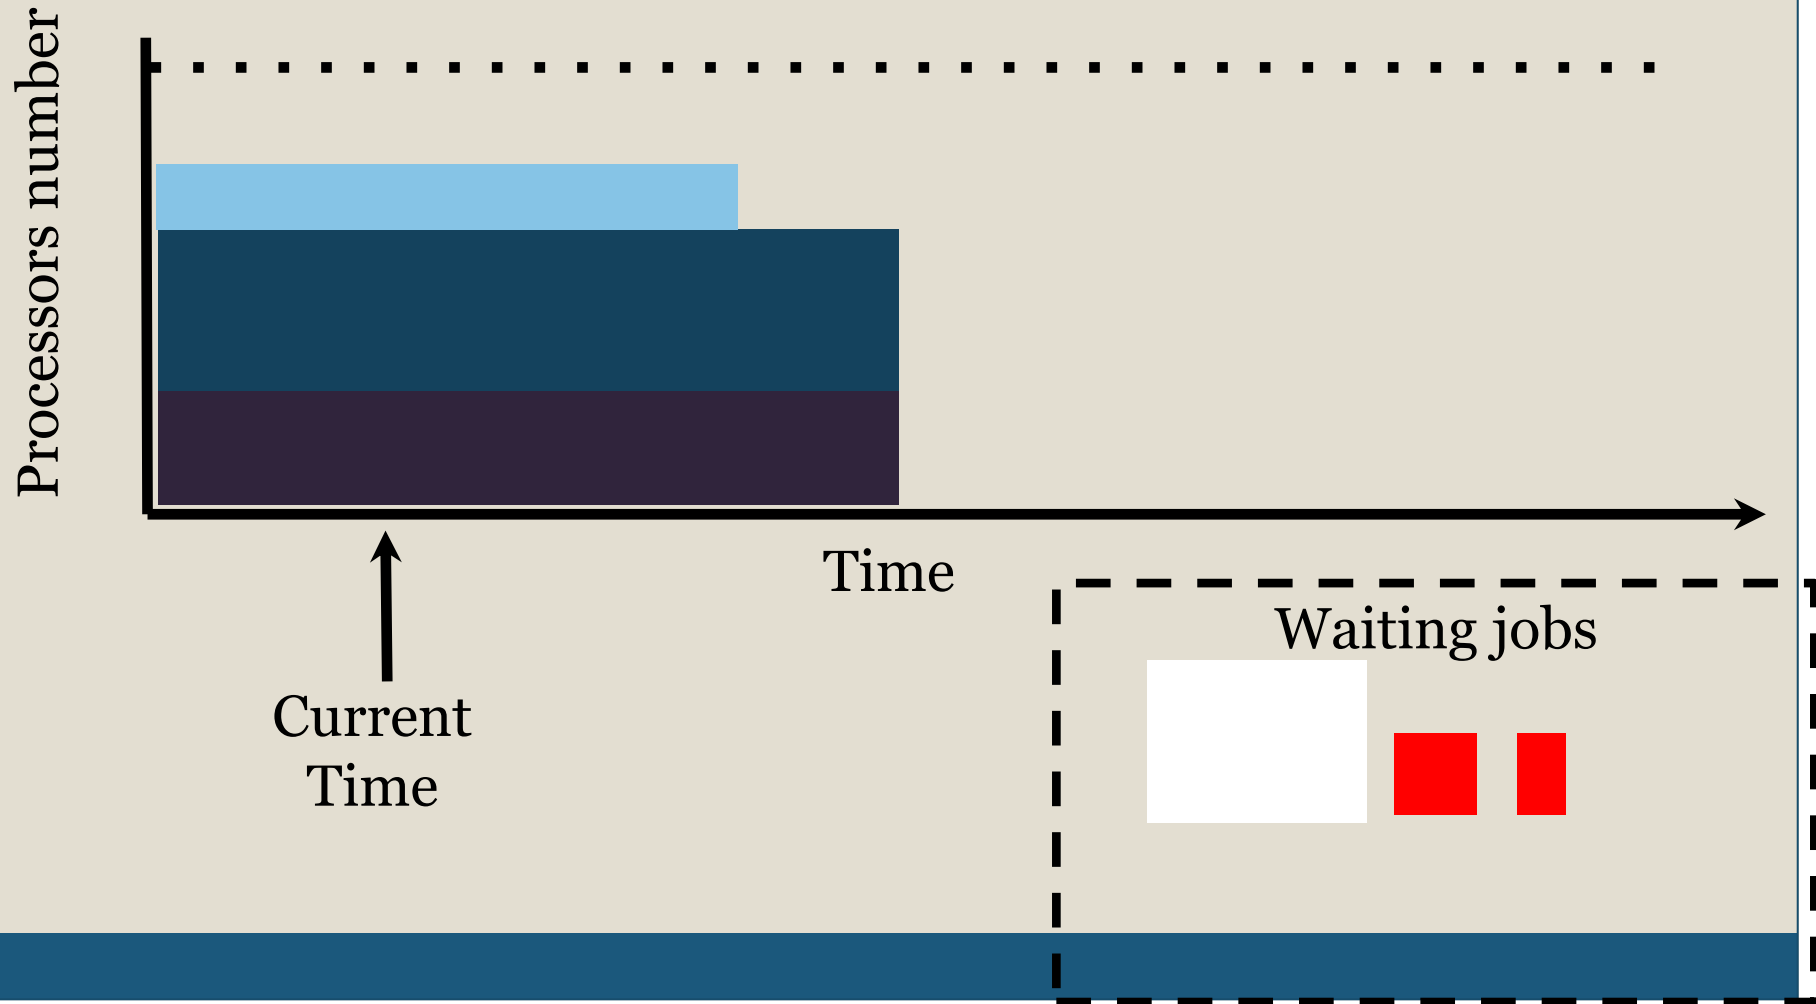 Processors number
Time
Current
Time
Waiting jobs